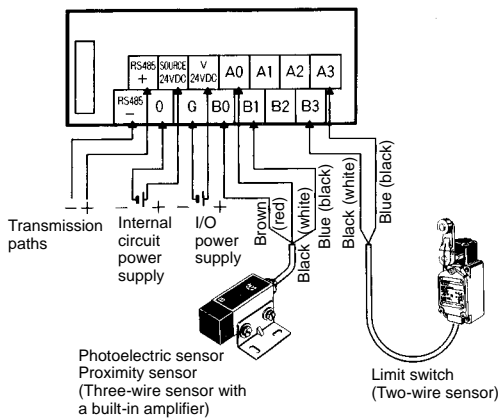 RS485
+
SOURCE
24VDC
V
24VDC
A0
A1
A2
A3
RS485
−
0
G
B0
B1
B2
B3
− +
− +
− +
Transmission
paths
Internal
circuit
power
supply
I/O
power
supply
Brown
(red)
Black (white)
Blue (black)
Black (white)
Blue (black)
Photoelectric sensor
Proximity sensor
(Three-wire sensor with
a built-in amplifier)
Limit switch
(Two-wire sensor)